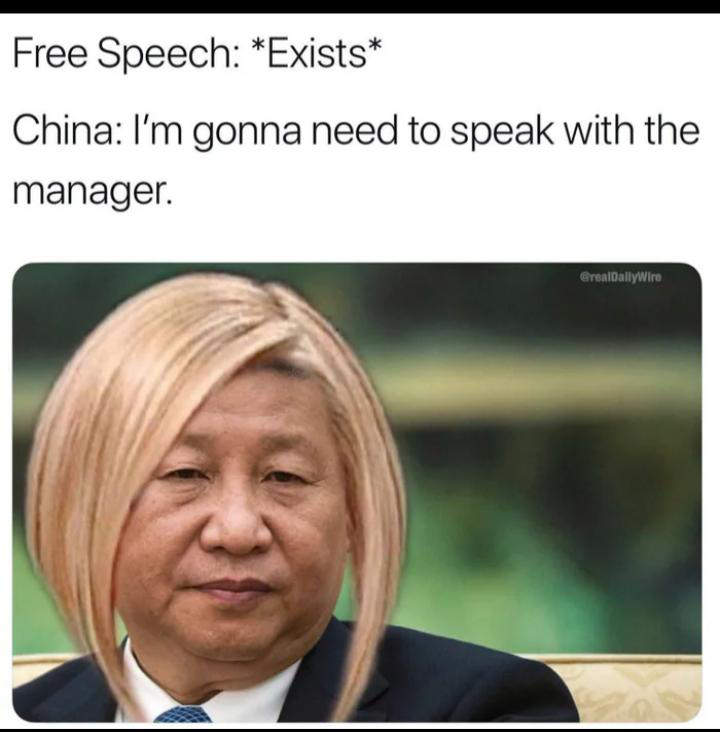 Free Speech: *Exists*
China: I'm gonna need to speak with the
manager.
@realDailyWire